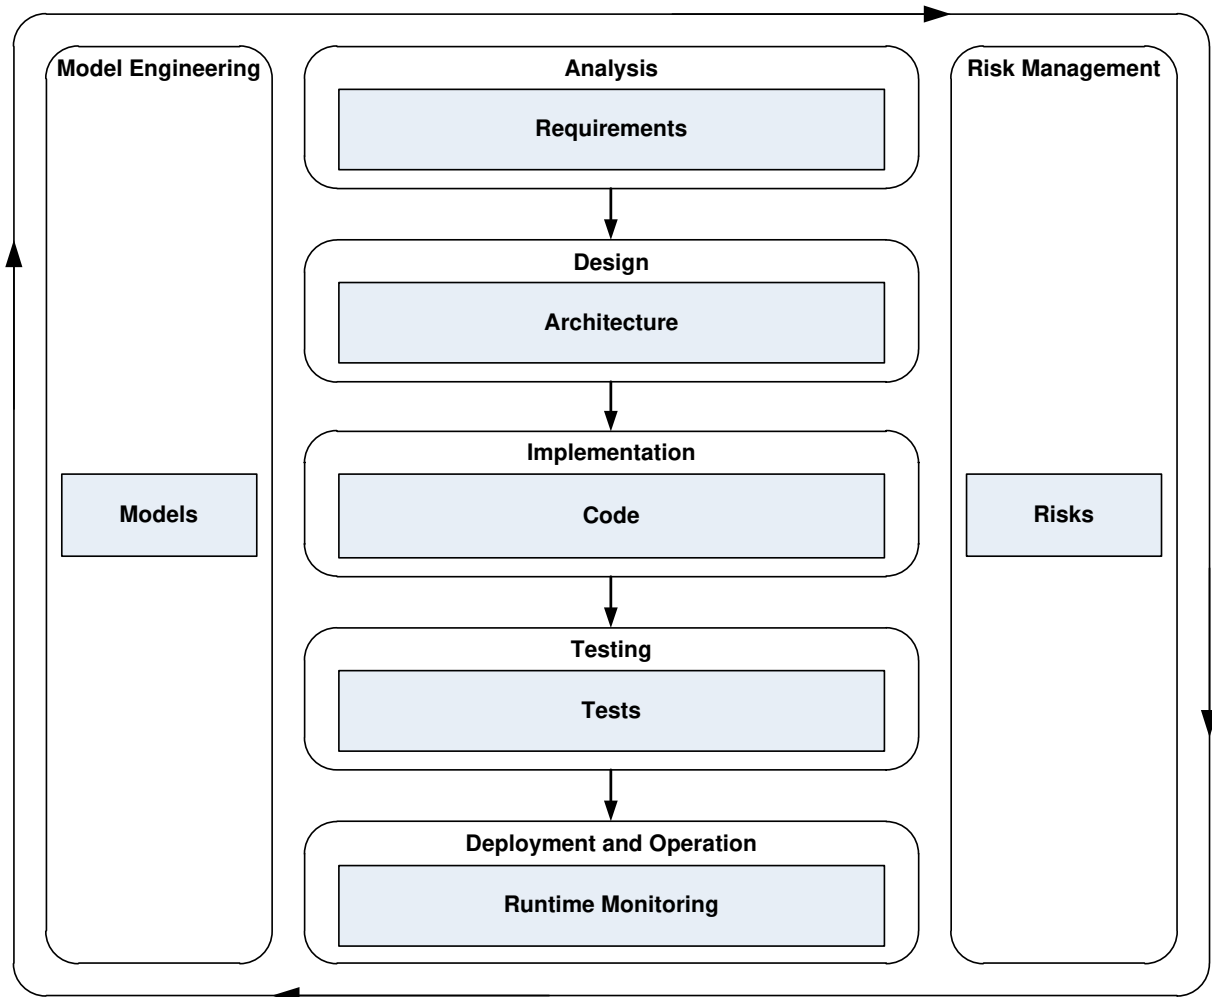 Model Engineering
Models
Analysis
Requirements
Design
Architecture
Implementation
Code
Testing
Tests
Deployment and Operation
Runtime Monitoring
Risk Management
Risks